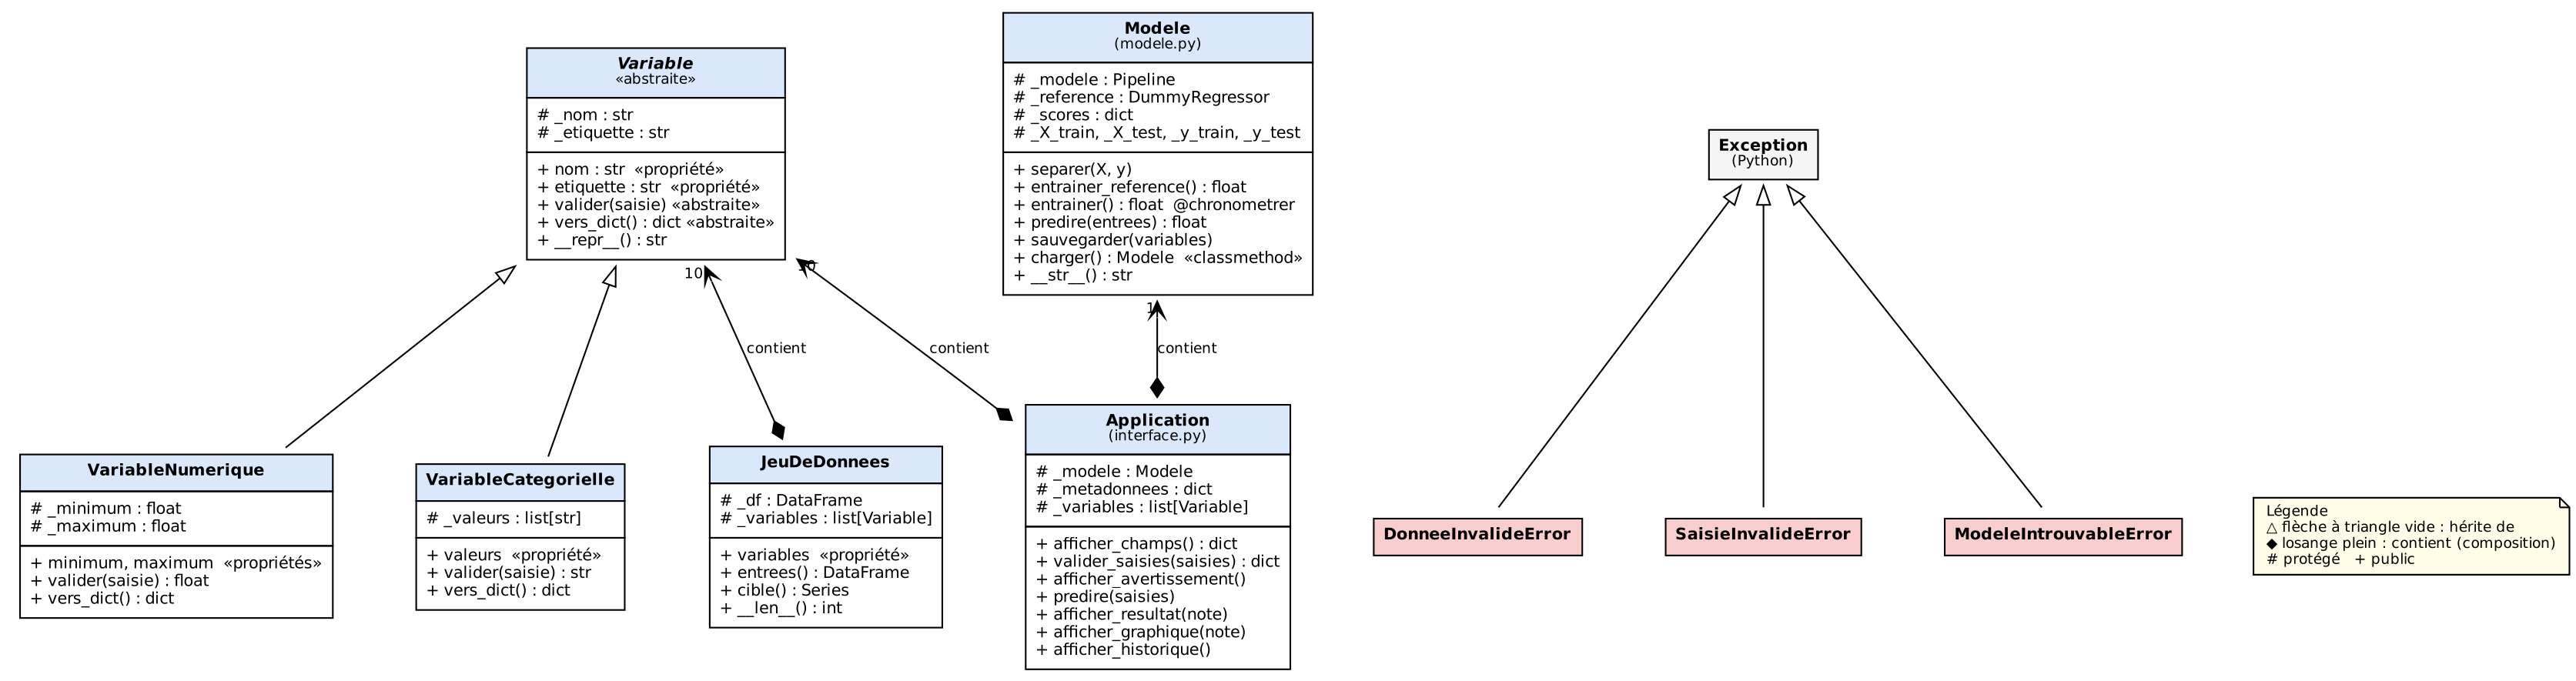 Variable
«abstraite»
# _nom : str
# _etiquette : str
+ nom : str «propriété»
+ etiquette : str «propriété»
+ valider(saisie) «abstraite»
+ vers_dict() : dict «abstraite»
+ __repr__() : str
Modele
(modele.py)
# _modele : Pipeline
# _reference : DummyRegressor
# _scores : dict
# _X_train, _X_test, _y_train, _y_test
+ separer(X, y)
+ entrainer_reference() : float
+ entrainer() : float @chronometrer
+ predire(entrees) : float
+ sauvegarder(variables)
+ charger() : Modele «classmethod»
+ __str__() : str
Exception
(Python)
10
10
1
contient
contient
contient
VariableNumerique
# _minimum : float
# _maximum : float
+ minimum, maximum «propriétés»
+ valider(saisie) : float
+ vers_dict() : dict
VariableCategorielle
# _valeurs : list[str]
+ valeurs «propriété»
+ valider(saisie) : str
+ vers_dict() : dict
JeuDeDonnees
# _df : DataFrame
# _variables : list[Variable]
+ variables «propriété»
+ entrees() : DataFrame
+ cible() : Series
+ __len__() : int
Application
(interface.py)
# _modele : Modele
# _metadonnees : dict
# _variables : list[Variable]
+ afficher_champs() : dict
+ valider_saisies(saisies) : dict
+ afficher_avertissement()
+ predire(saisies)
+ afficher_resultat(note)
+ afficher_graphique(note)
+ afficher_historique()
DonneeInvalideError
SaisieInvalideError
ModeleIntrouvableError
Légende
△ flèche à triangle vide : hérite de
◆ losange plein : contient (composition)
# protégé + public